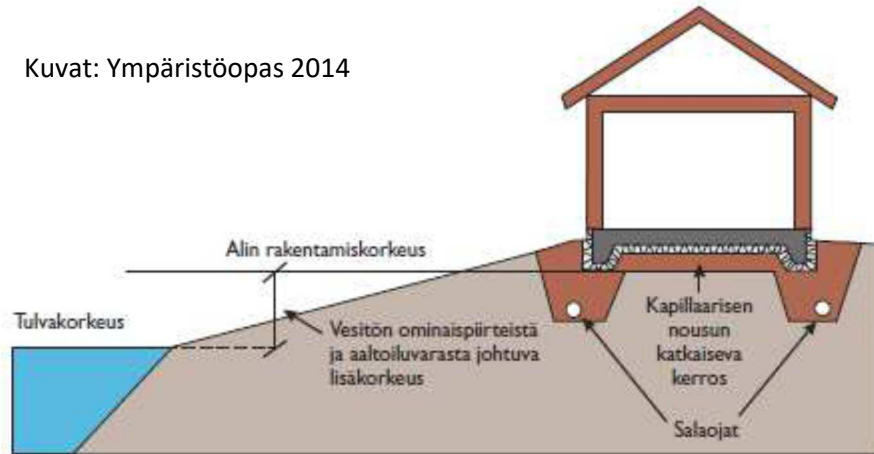 Kuvat: Ympäristöopas 2014
Alin rakentamiskorkeus
Tulvakorkeus
Vesitön ominaispiirteistä
ja aaltoiluvarasta johtuva
lisäkorkeus
Kapillaarisen
nousun
katkaiseva
kerros
Salaojat